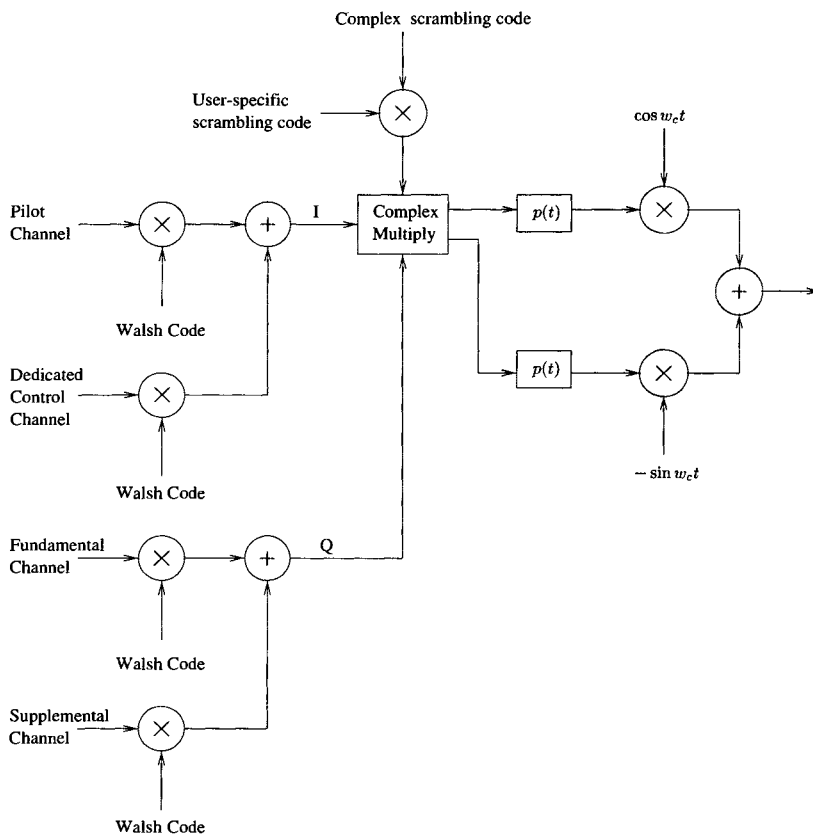 Complex scrambling code
User-specific
scrambling code
cos w_c t
Pilot
Channel
I
Complex
Multiply
p(t)
Walsh Code
Dedicated
Control
Channel
p(t)
Walsh Code
− sin w_c t
Fundamental
Channel
Q
Walsh Code
Supplemental
Channel
Walsh Code